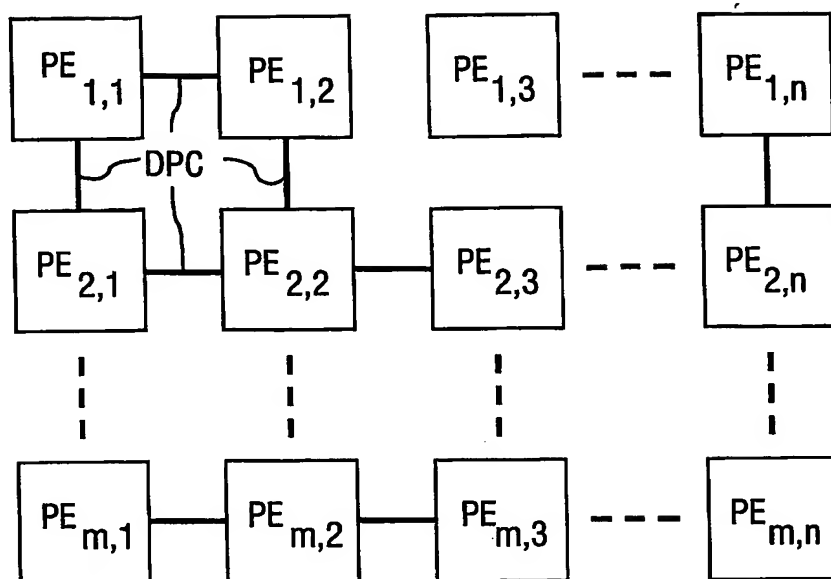 PE1,1 PE1,2 PE1,3 PE1,n
DPC
PE2,1 PE2,2 PE2,3 PE2,n
PEm,1 PEm,2 PEm,3 PEm,n